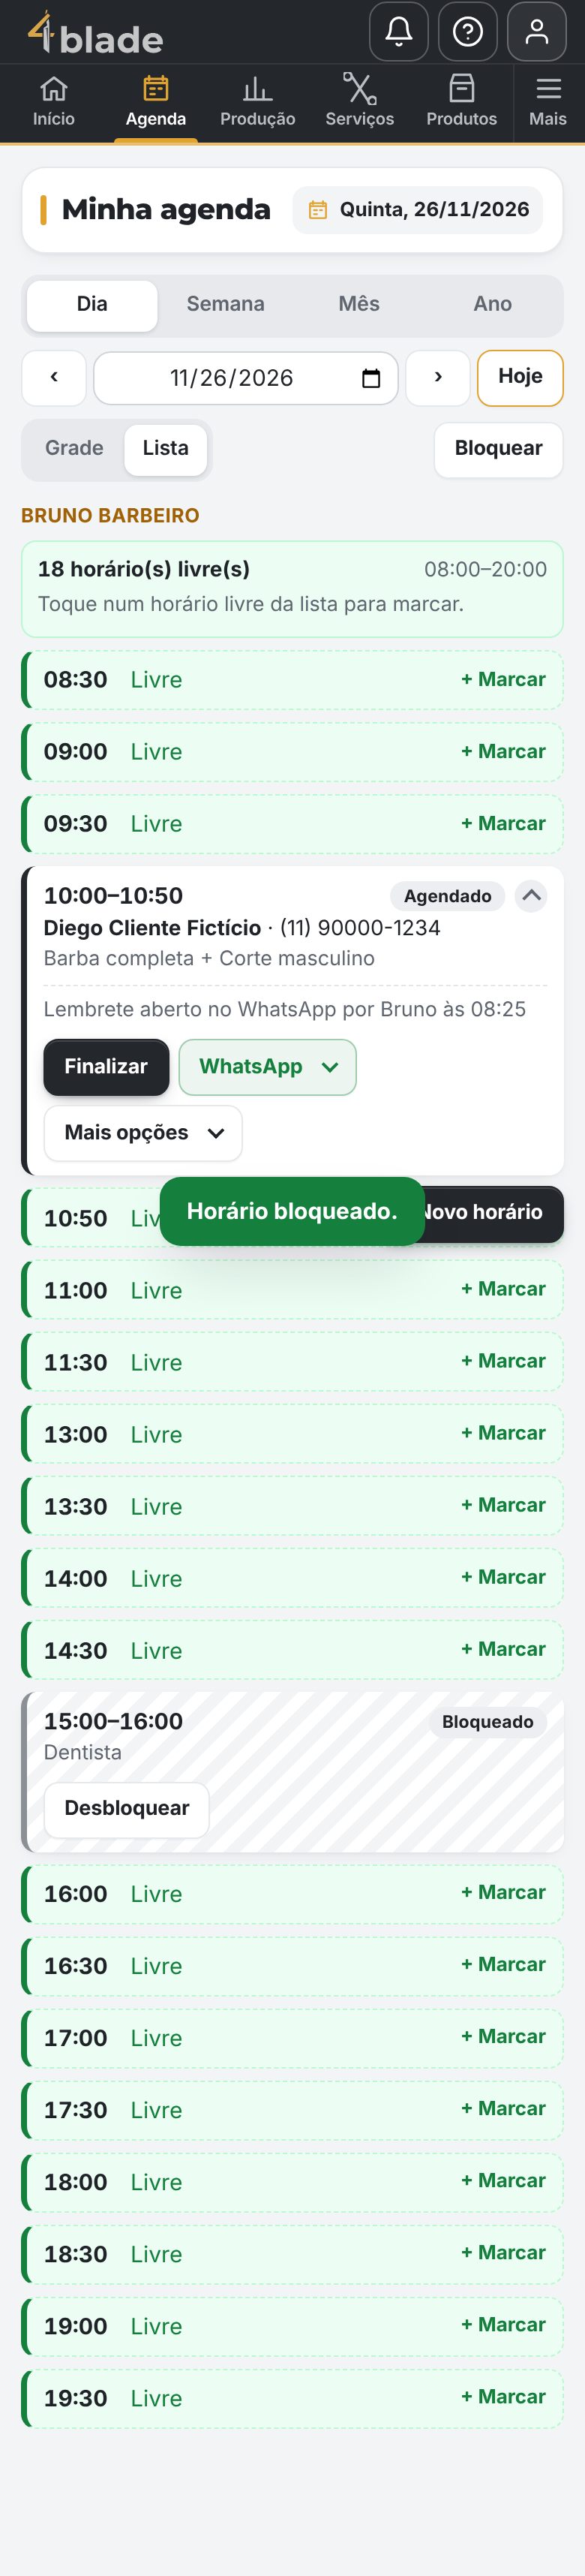 4blade
Início
Agenda
Produção
Serviços
Produtos
Mais
Minha agenda
Quinta, 26/11/2026
Dia
Semana
Mês
Ano
‹
11/26/2026
›
Hoje
Grade
Lista
Bloquear
BRUNO BARBEIRO
18 horário(s) livre(s) 08:00–20:00
Toque num horário livre da lista para marcar.
08:30 Livre + Marcar
09:00 Livre + Marcar
09:30 Livre + Marcar
10:00–10:50 Agendado
Diego Cliente Fictício · (11) 90000-1234
Barba completa + Corte masculino
Lembrete aberto no WhatsApp por Bruno às 08:25
Finalizar
WhatsApp
Mais opções
10:50 Liv
Horário bloqueado.
Novo horário
11:00 Livre + Marcar
11:30 Livre + Marcar
13:00 Livre + Marcar
13:30 Livre + Marcar
14:00 Livre + Marcar
14:30 Livre + Marcar
15:00–16:00 Bloqueado
Dentista
Desbloquear
16:00 Livre + Marcar
16:30 Livre + Marcar
17:00 Livre + Marcar
17:30 Livre + Marcar
18:00 Livre + Marcar
18:30 Livre + Marcar
19:00 Livre + Marcar
19:30 Livre + Marcar